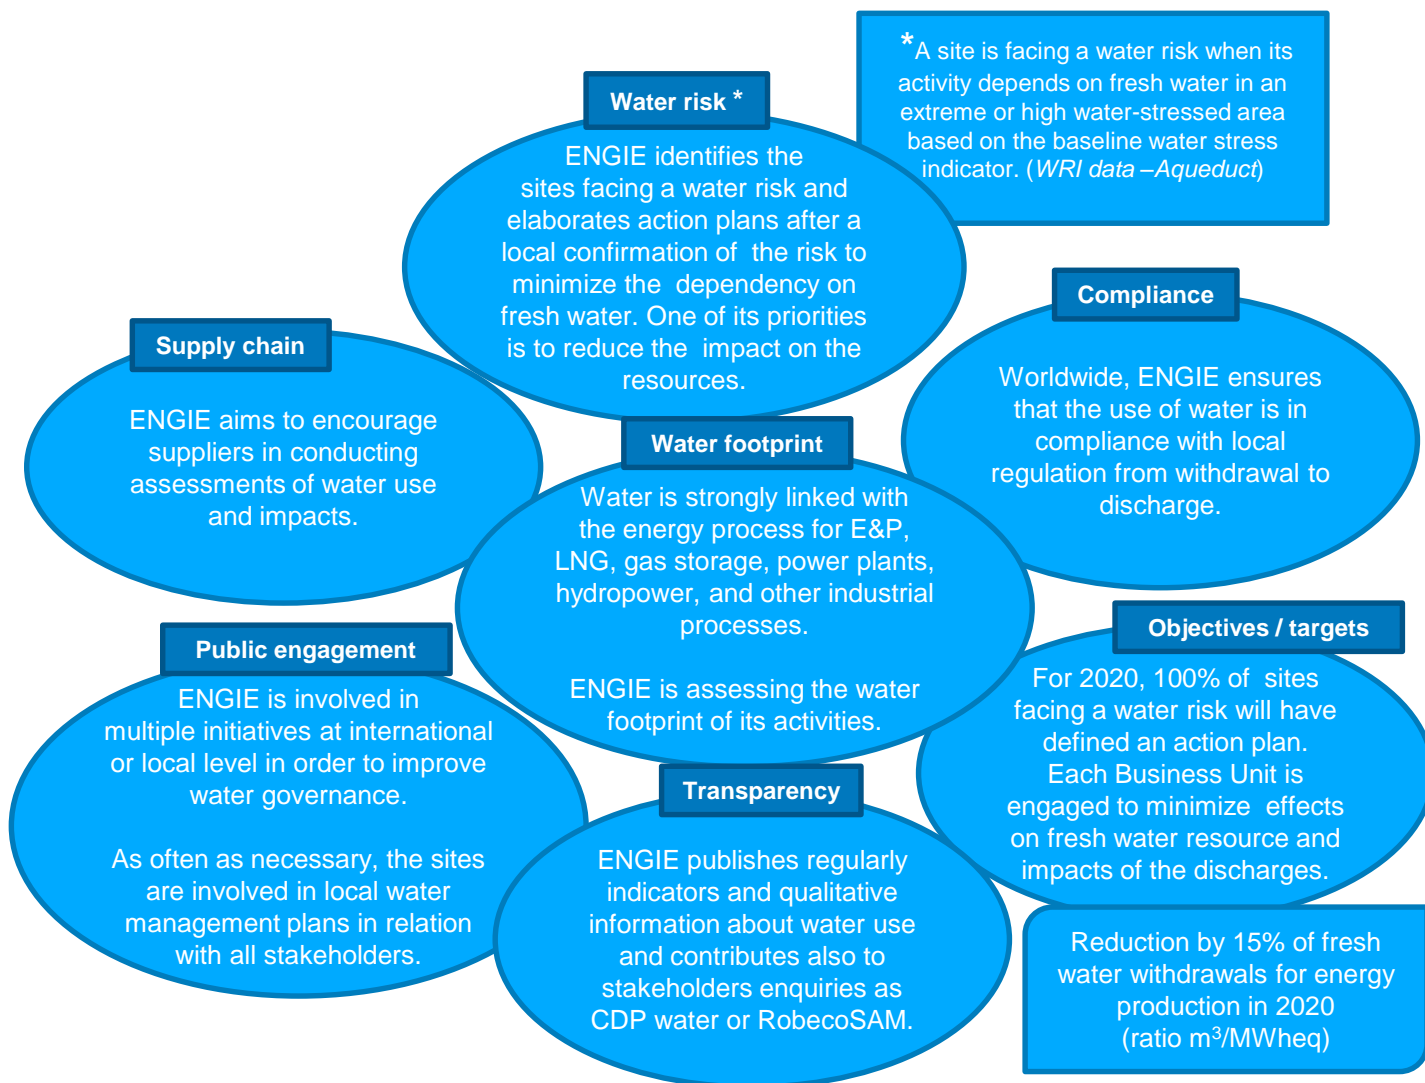 Water risk *
ENGIE identifies the
sites facing a water risk and
elaborates action plans after a
local confirmation of the risk to
minimize the dependency on
fresh water. One of its priorities
is to reduce the impact on the
resources.
*A site is facing a water risk when its
activity depends on fresh water in an
extreme or high water-stressed area
based on the baseline water stress
indicator. (WRI data –Aqueduct)
Supply chain
ENGIE aims to encourage
suppliers in conducting
assessments of water use
and impacts.
Compliance
Worldwide, ENGIE ensures
that the use of water is in
compliance with local
regulation from withdrawal to
discharge.
Water footprint
Water is strongly linked with
the energy process for E&P,
LNG, gas storage, power plants,
hydropower, and other industrial
processes.
ENGIE is assessing the water
footprint of its activities.
Public engagement
ENGIE is involved in
multiple initiatives at international
or local level in order to improve
water governance.
As often as necessary, the sites
are involved in local water
management plans in relation
with all stakeholders.
Transparency
ENGIE publishes regularly
indicators and qualitative
information about water use
and contributes also to
stakeholders enquiries as
CDP water or RobecoSAM.
Objectives / targets
For 2020, 100% of sites
facing a water risk will have
defined an action plan.
Each Business Unit is
engaged to minimize effects
on fresh water resource and
impacts of the discharges.
Reduction by 15% of fresh
water withdrawals for energy
production in 2020
(ratio m³/MWheq)